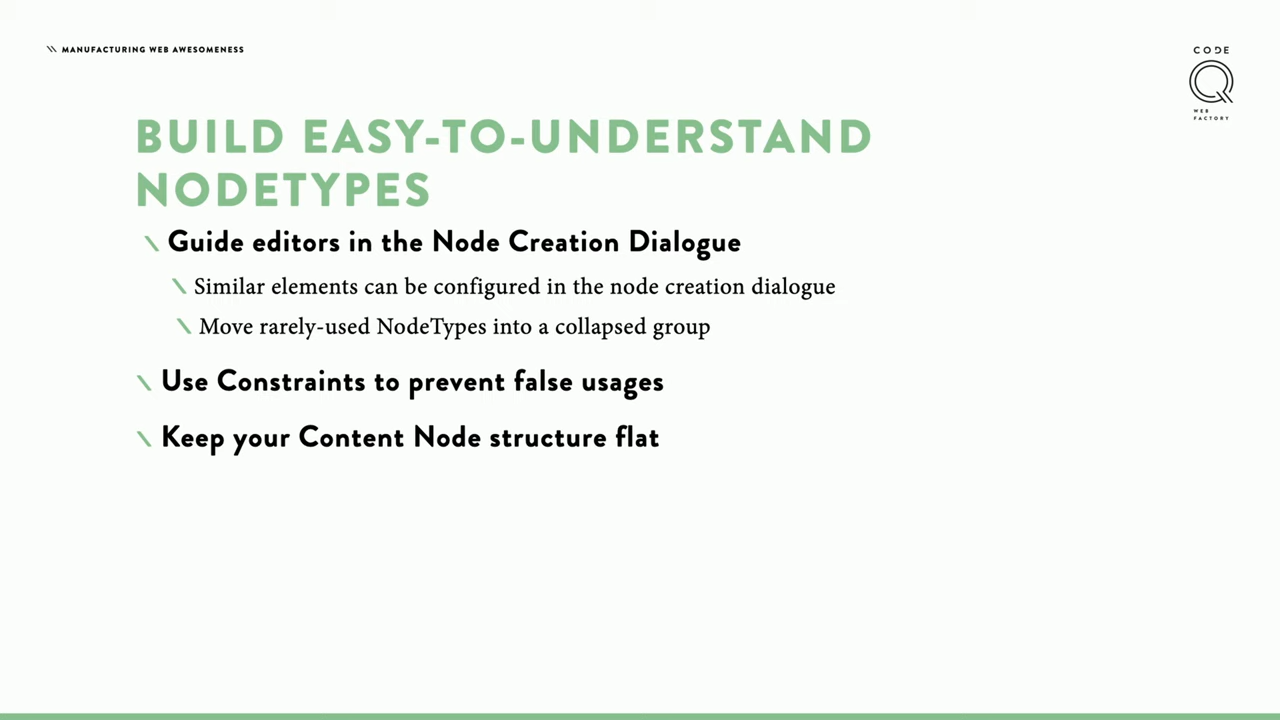 MANUFACTURING WEB AWESOMENESS
CODE
Q
WEB
FACTORY
BUILD EASY-TO-UNDERSTAND
NODETYPES
Guide editors in the Node Creation Dialogue
Similar elements can be configured in the node creation dialogue
Move rarely-used NodeTypes into a collapsed group
Use Constraints to prevent false usages
Keep your Content Node structure flat